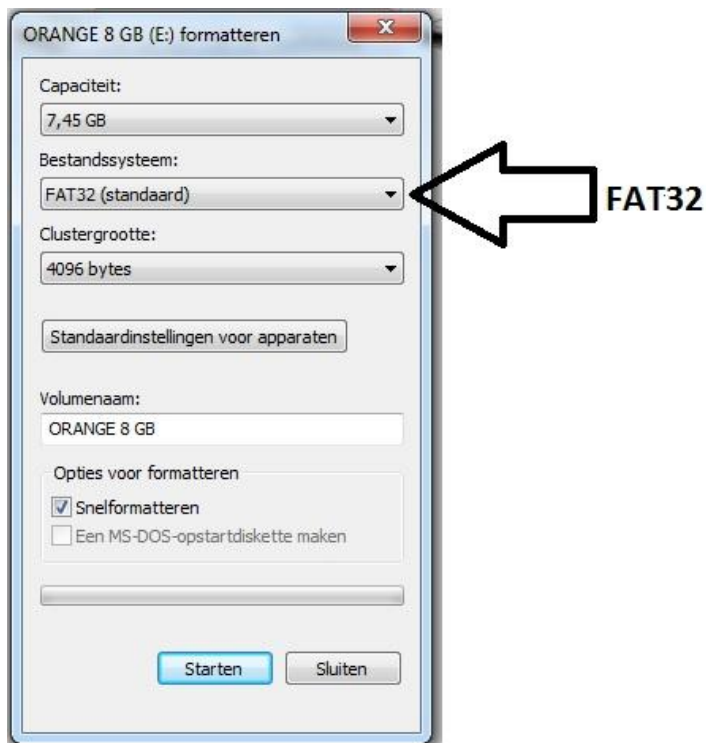 ORANGE 8 GB (E:) formatteren
Capaciteit:
7,45 GB
Bestandssysteem:
FAT32 (standaard)
FAT32
Clustergrootte:
4096 bytes
Standaardinstellingen voor apparaten
Volumenaam:
ORANGE 8 GB
Opties voor formatteren
Snelformatteren
Een MS-DOS-opstartdiskette maken
Starten
Sluiten